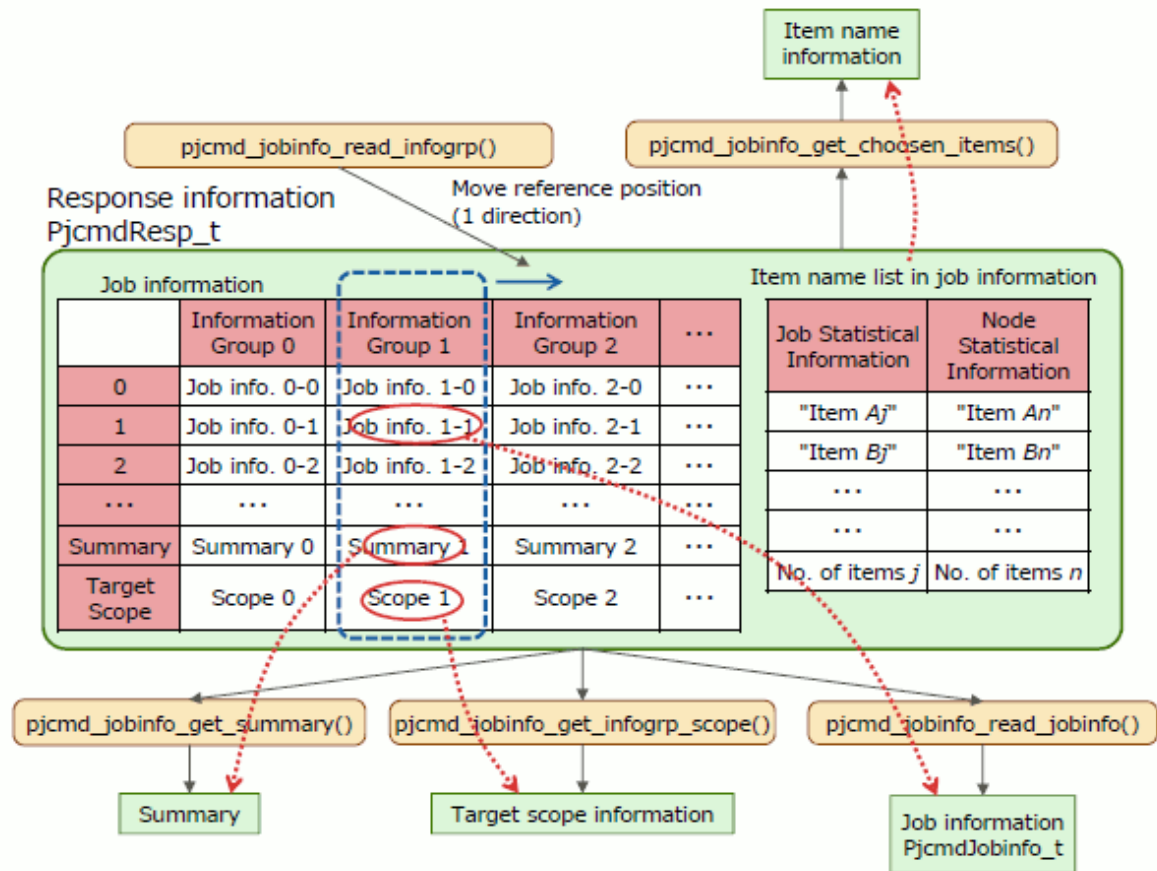 Item name
information
pjcmd_jobinfo_read_infogrp()
pjcmd_jobinfo_get_choosen_items()
Move reference position
(1 direction)
Response information
PjcmdResp_t
Job information
Item name list in job information
Information Group 0
Information Group 1
Information Group 2
...
Job Statistical Information
Node Statistical Information
0 Job info. 0-0 Job info. 1-0 Job info. 2-0 ...
1 Job info. 0-1 Job info. 1-1 Job info. 2-1 ...
2 Job info. 0-2 Job info. 1-2 Job info. 2-2 ...
... ... ... ...
Summary Summary 0 Summary 1 Summary 2 ...
Target Scope Scope 0 Scope 1 Scope 2 ...
"Item Aj" "Item An"
"Item Bj" "Item Bn"
... ...
... ...
No. of items j No. of items n
pjcmd_jobinfo_get_summary()
pjcmd_jobinfo_get_infogrp_scope()
pjcmd_jobinfo_read_jobinfo()
Summary
Target scope information
Job information
PjcmdJobinfo_t